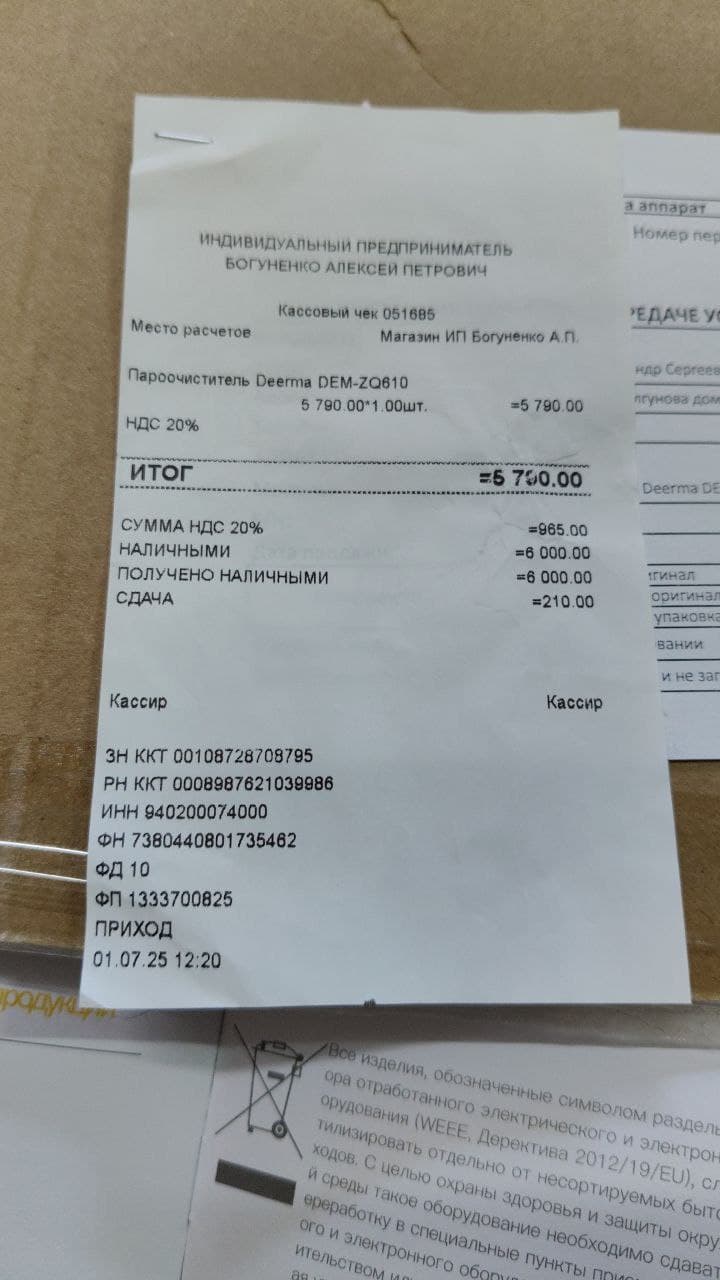 ИНДИВИДУАЛЬНЫЙ ПРЕДПРИНИМАТЕЛЬ
БОГУНЕНКО АЛЕКСЕЙ ПЕТРОВИЧ
Кассовый чек 051685
Место расчетов Магазин ИП Богуненко А.П.
Пароочиститель Deerma DEM-ZQ610
5 790.00*1.00шт. =5 790.00
НДС 20%
ИТОГ =5 790.00
СУММА НДС 20% =965.00
НАЛИЧНЫМИ =6 000.00
ПОЛУЧЕНО НАЛИЧНЫМИ =6 000.00
СДАЧА =210.00
Кассир Кассир
ЗН ККТ 00108728708795
РН ККТ 0008987621039986
ИНН 940200074000
ФН 7380440801735462
ФД 10
ФП 1333700825
ПРИХОД
01.07.25 12:20
а аппарат
Номер пер
РЕДАЧЕ УС
ндр Сергеев
лгунова дом
Deerma DE
игинал
оригинал
упаковка
вании
и не заг
родукции
Все изделия, обозначенные символом раздель
ора отработанного электрического и электрон
орудования (WEEE, Деректива 2012/19/EU), сл
тилизировать отдельно от несортируемых быто
ходов. С целью охраны здоровья и защиты окру
й среды такое оборудование необходимо сдават
ереработку в специальные пункты прие
ого и электронного обору
ительством ил